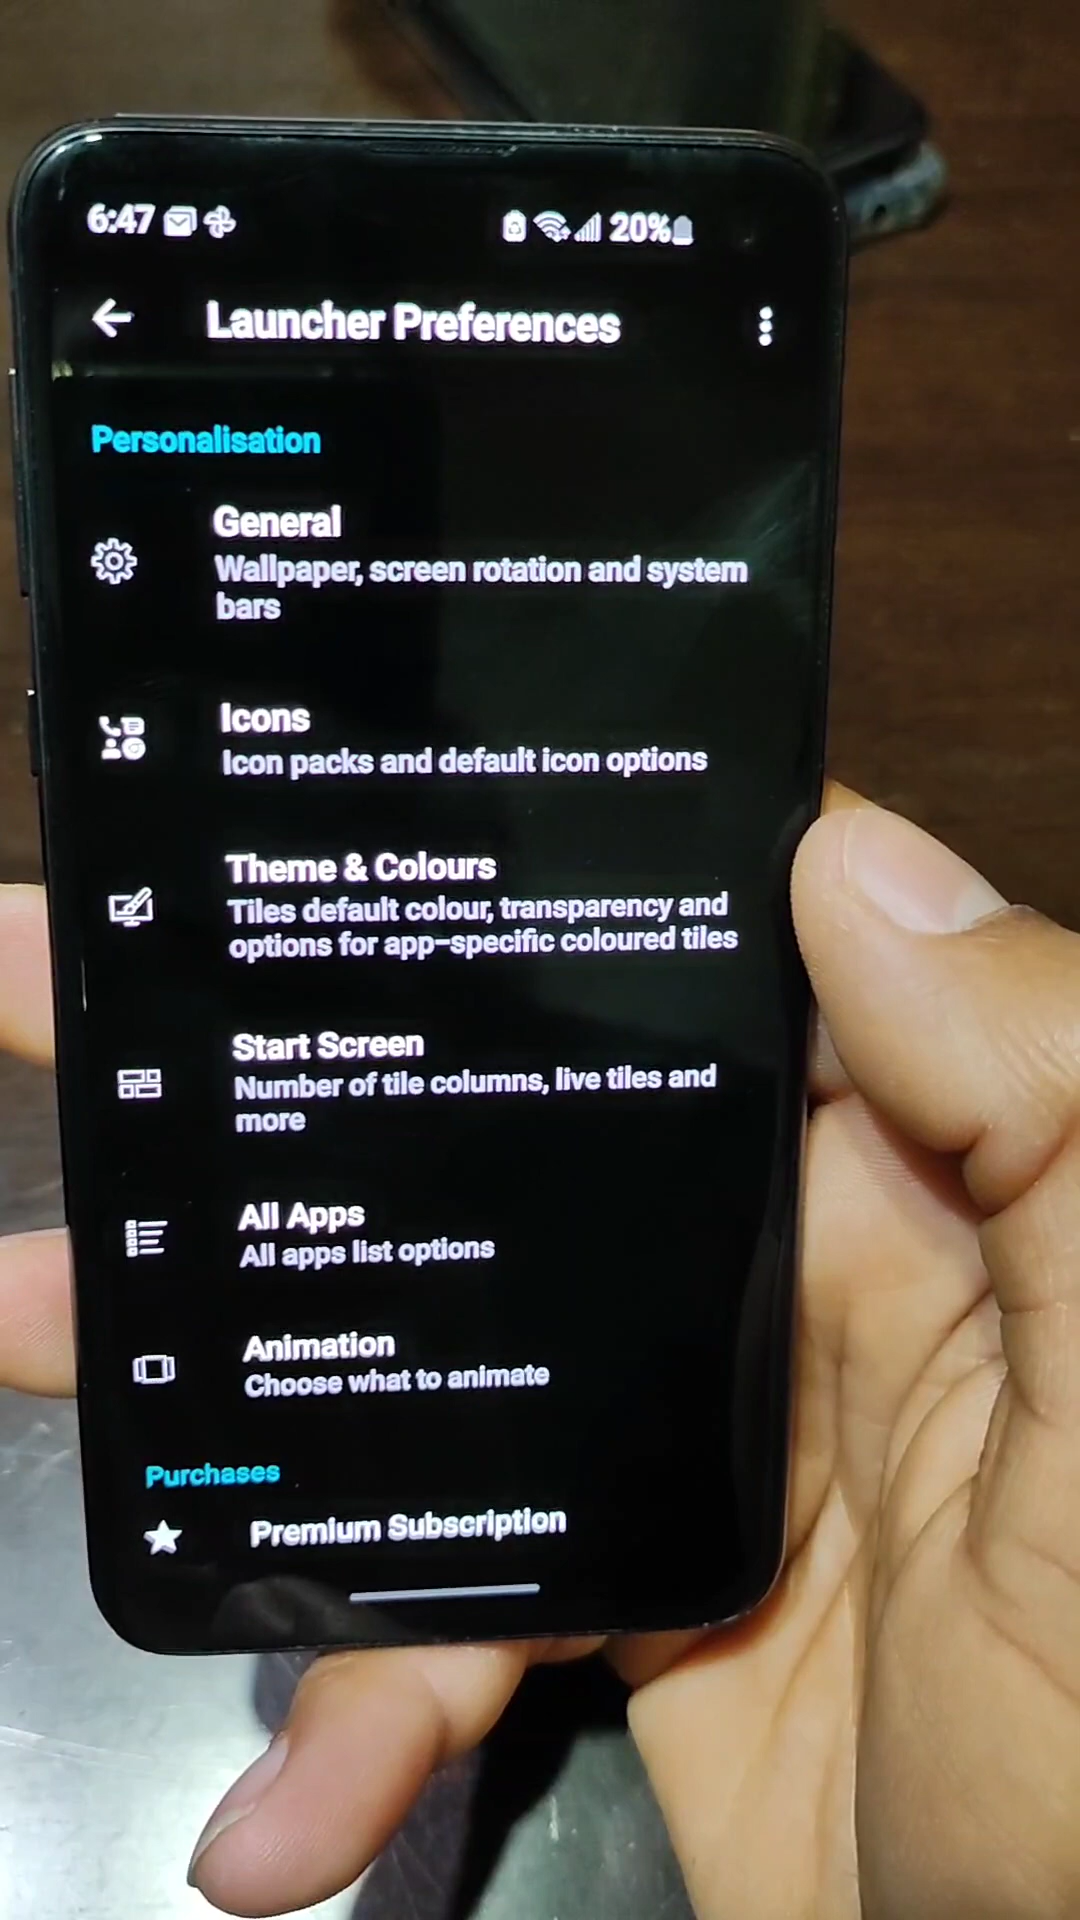 6:47 20%
Launcher Preferences
Personalisation
General
Wallpaper, screen rotation and system
bars
Icons
Icon packs and default icon options
Theme & Colours
Tiles default colour, transparency and
options for app-specific coloured tiles
Start Screen
Number of tile columns, live tiles and
more
All Apps
All apps list options
Animation
Choose what to animate
Purchases
Premium Subscription